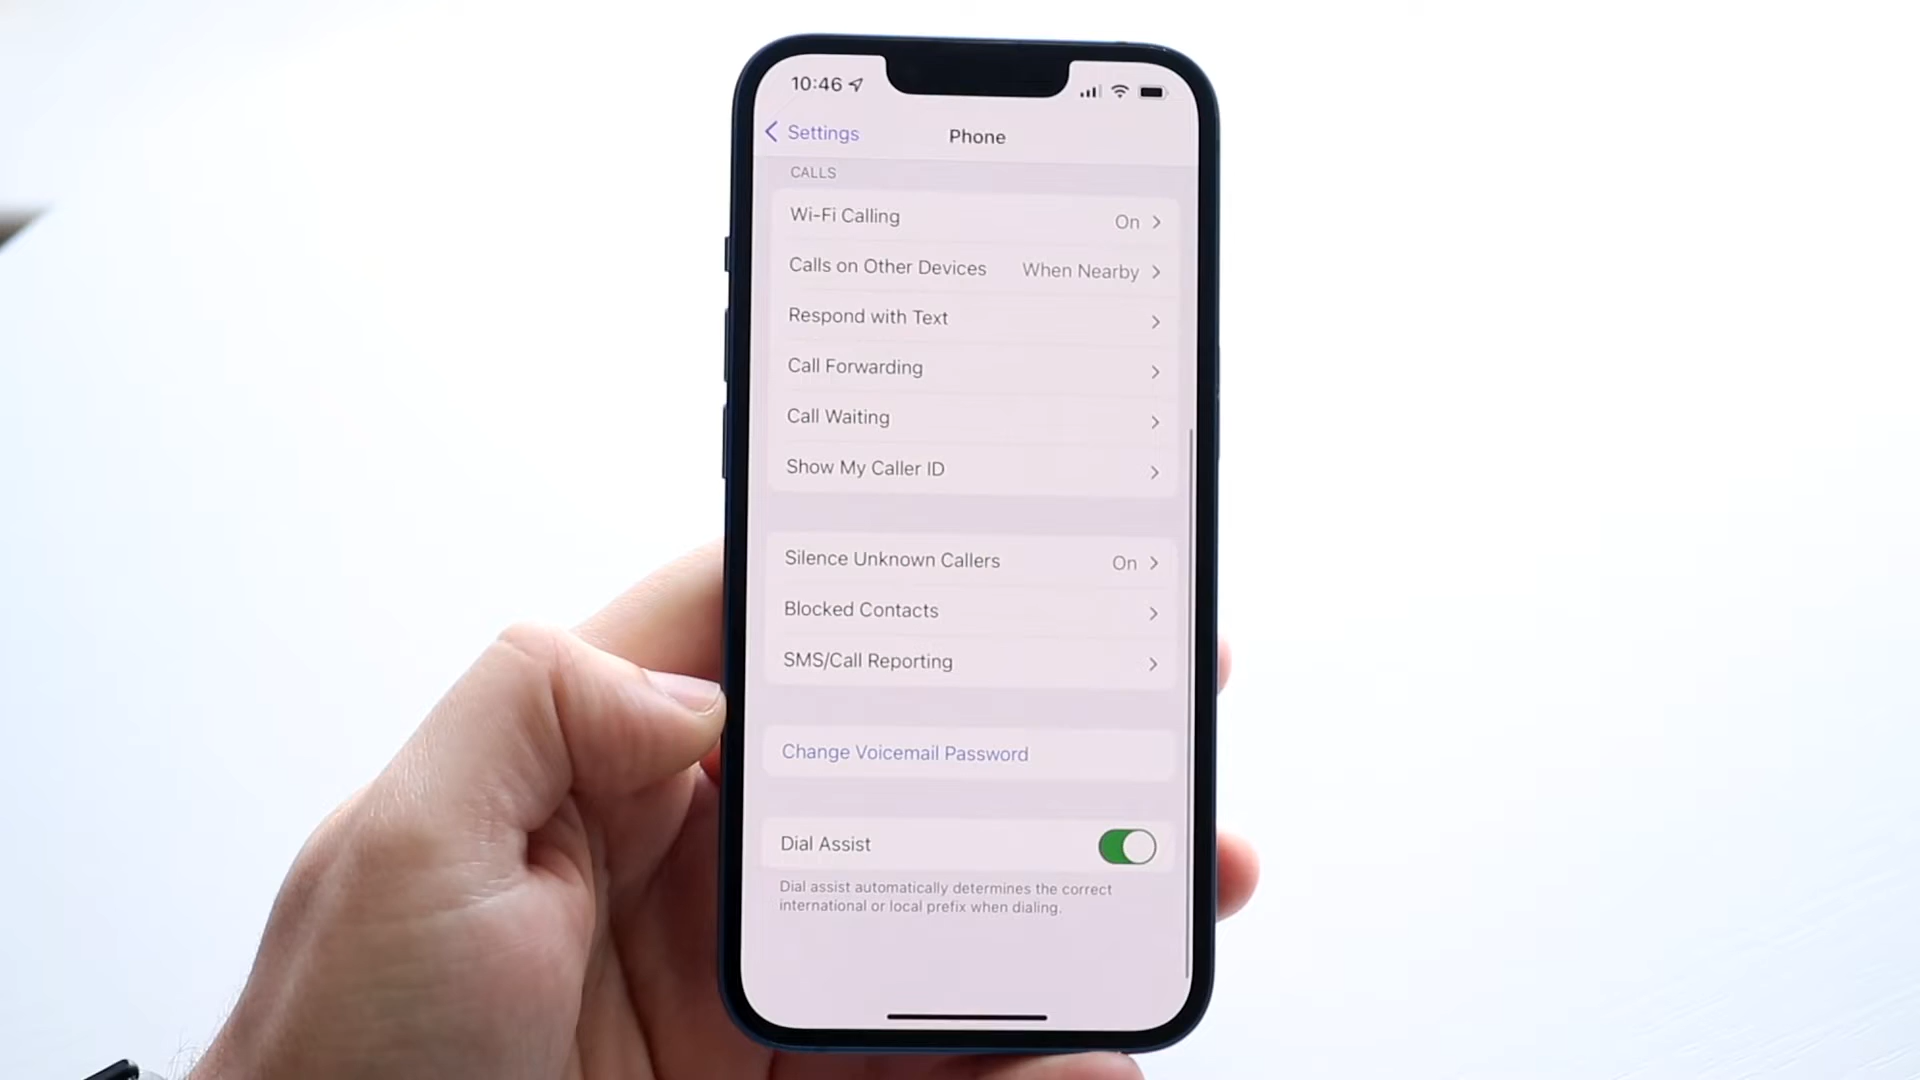 10:46
Settings
Phone
CALLS
Wi-Fi Calling On
Calls on Other Devices When Nearby
Respond with Text
Call Forwarding
Call Waiting
Show My Caller ID
Silence Unknown Callers On
Blocked Contacts
SMS/Call Reporting
Change Voicemail Password
Dial Assist
Dial assist automatically determines the correct
international or local prefix when dialing.